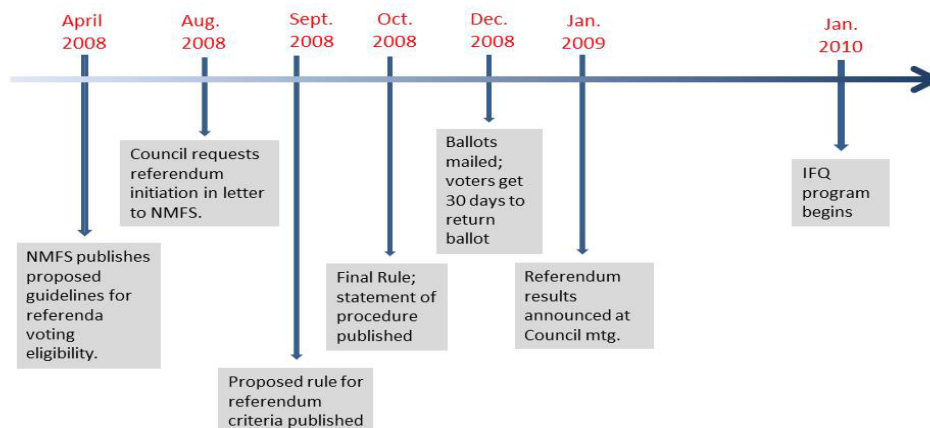 April
2008
Aug.
2008
Sept.
2008
Oct.
2008
Dec.
2008
Jan.
2009
Jan.
2010
NMFS publishes
proposed
guidelines for
referenda
voting
eligibility.
Council requests
referendum
initiation in letter
to NMFS.
Proposed rule for
referendum
criteria published
Final Rule;
statement of
procedure
published
Ballots
mailed;
voters get
30 days to
return
ballot
Referendum
results
announced at
Council mtg.
IFQ
program
begins